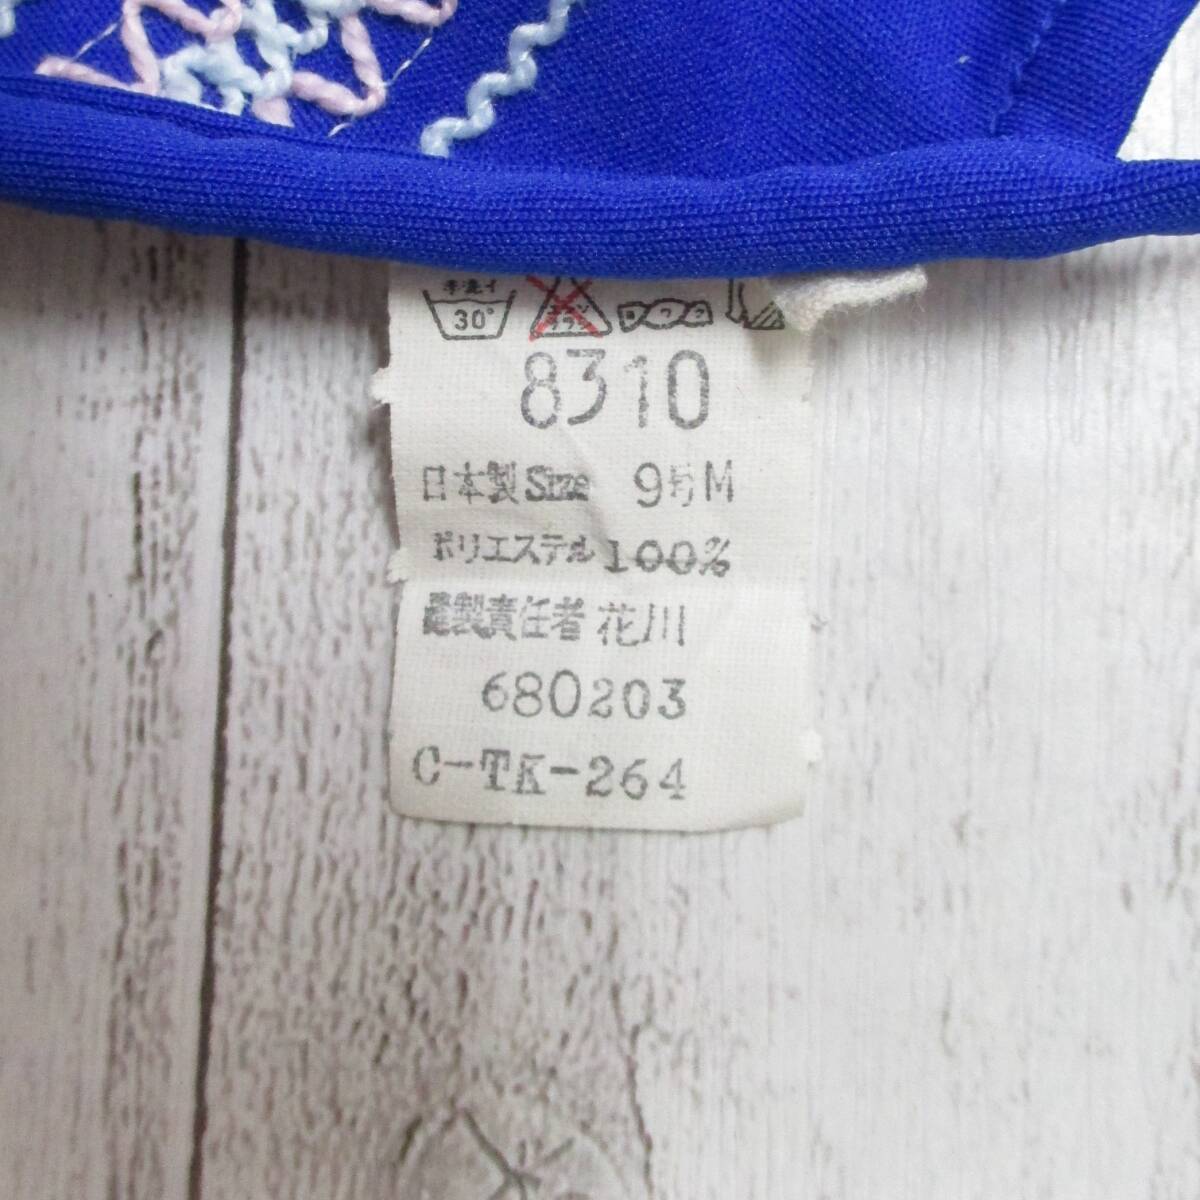 手洗イ
30°
8310
日本製 Size 9号M
ポリエステル 100%
縫製責任者 花川
680203
C-TK-264